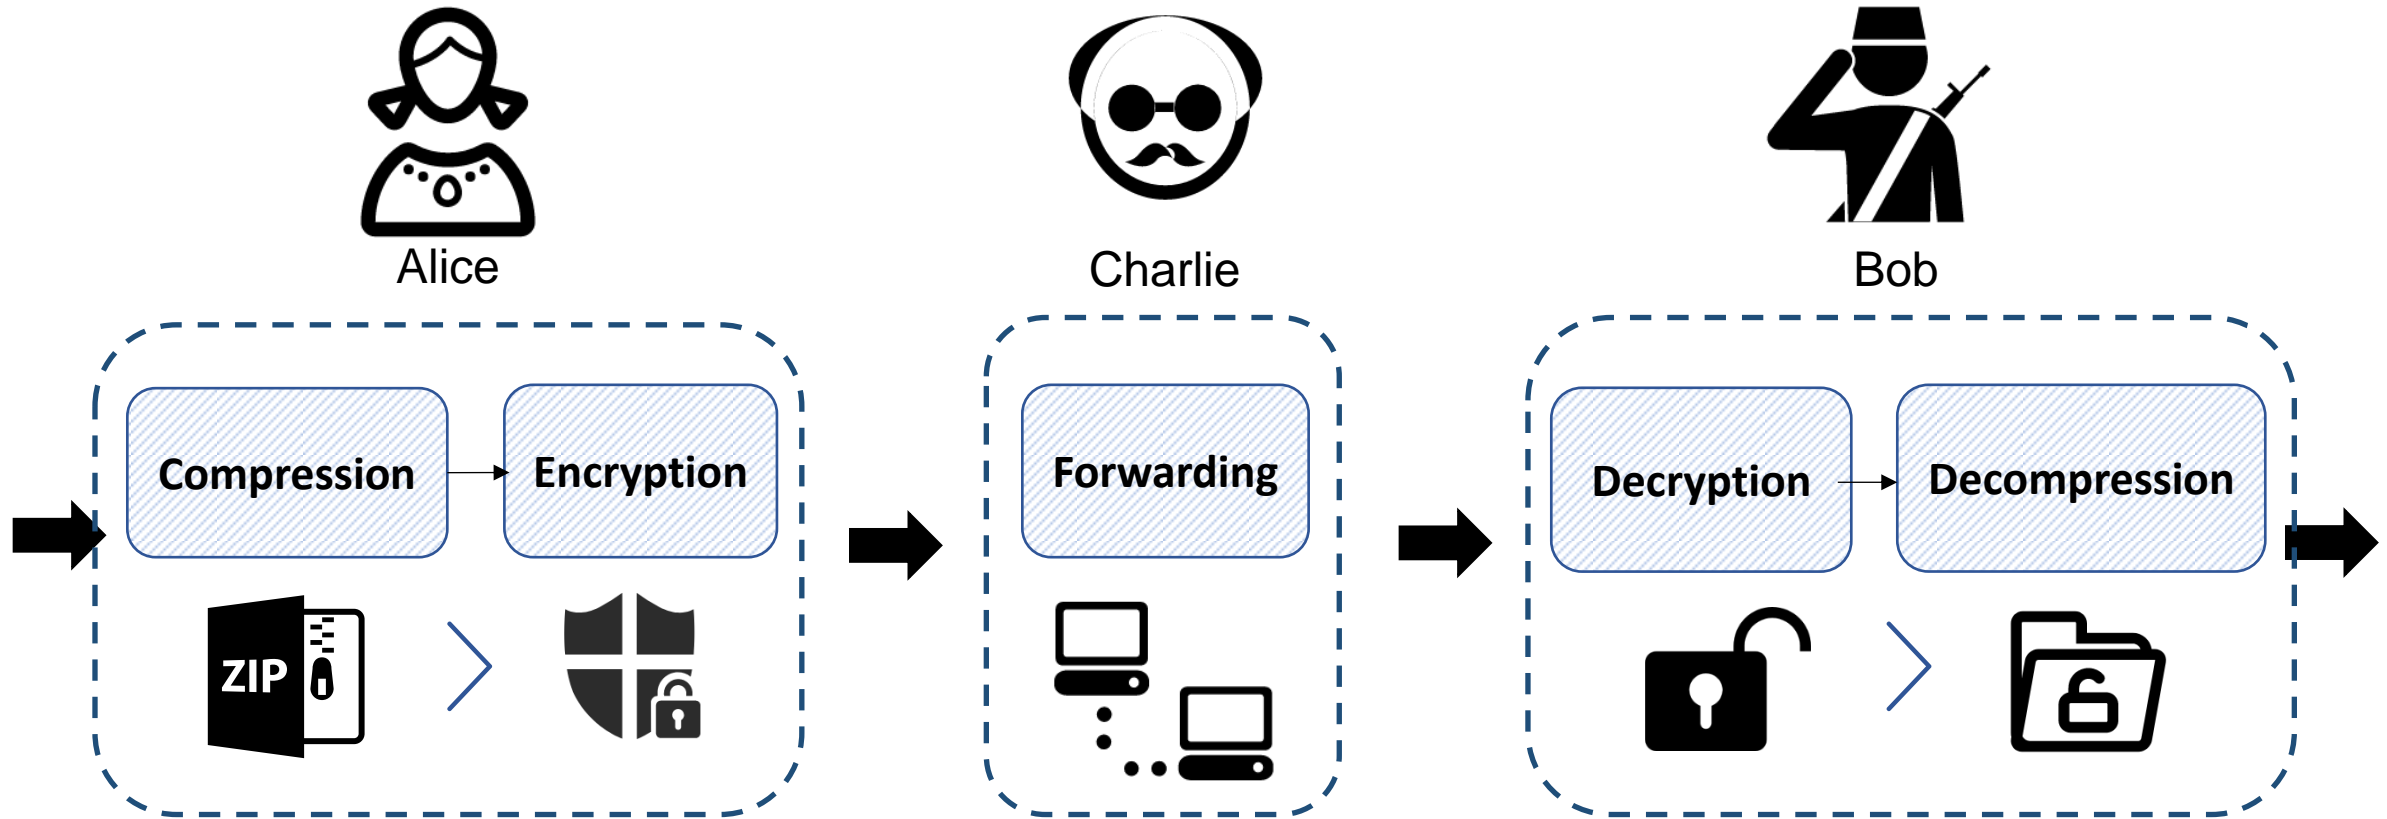 Alice
Charlie
Bob
Compression
Encryption
Forwarding
Decryption
Decompression
ZIP